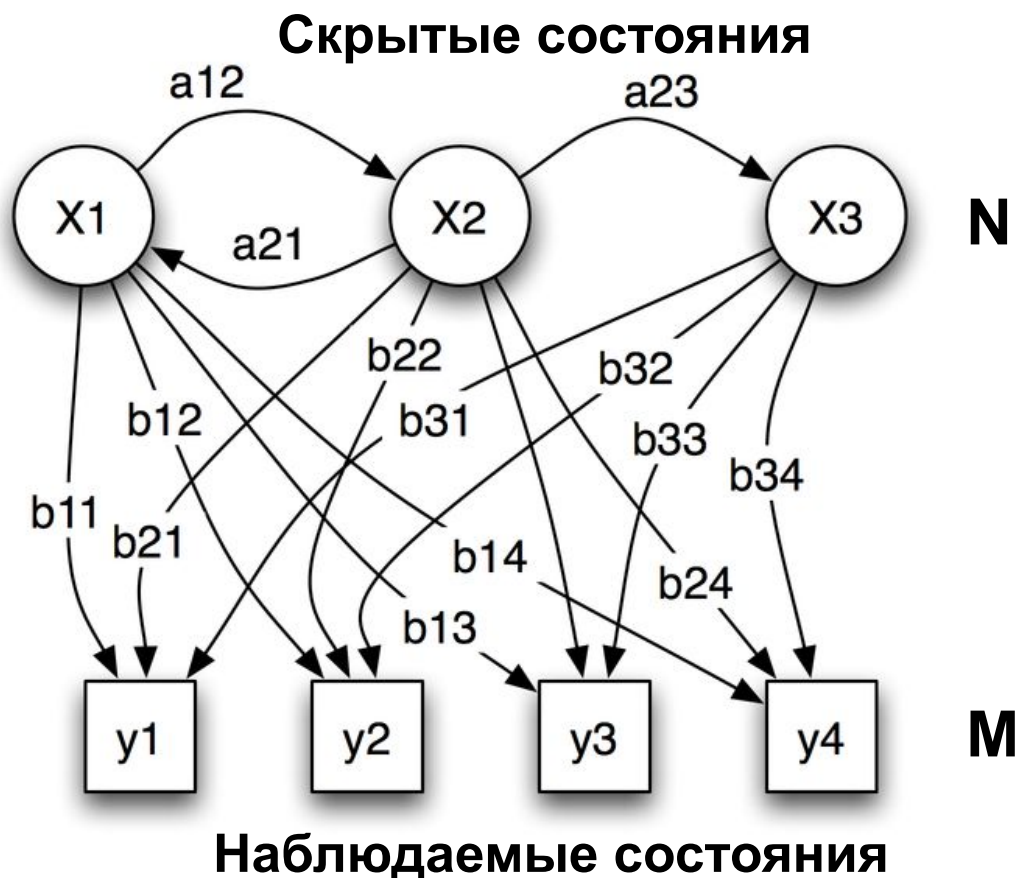 Скрытые состояния
a12
a23
X1
X2
X3
N
a21
b22
b32
b12
b31
b33
b34
b11
b21
b14
b24
b13
y1
y2
y3
y4
M
Наблюдаемые состояния